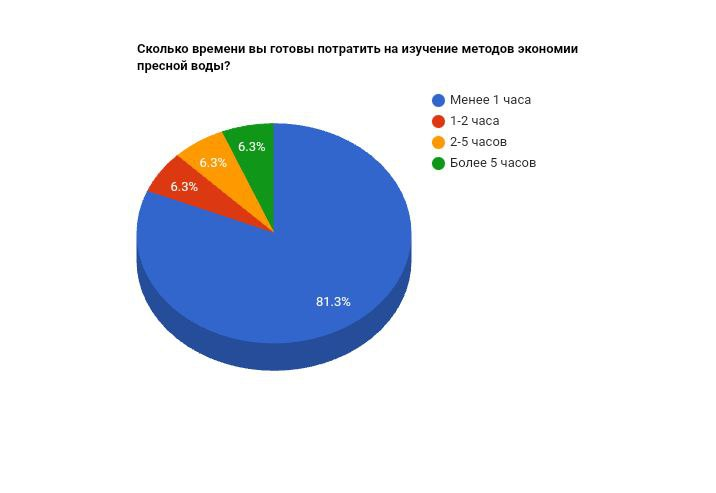 Сколько времени вы готовы потратить на изучение методов экономии
пресной воды?
Менее 1 часа
1-2 часа
2-5 часов
Более 5 часов
6.3%
6.3%
6.3%
81.3%